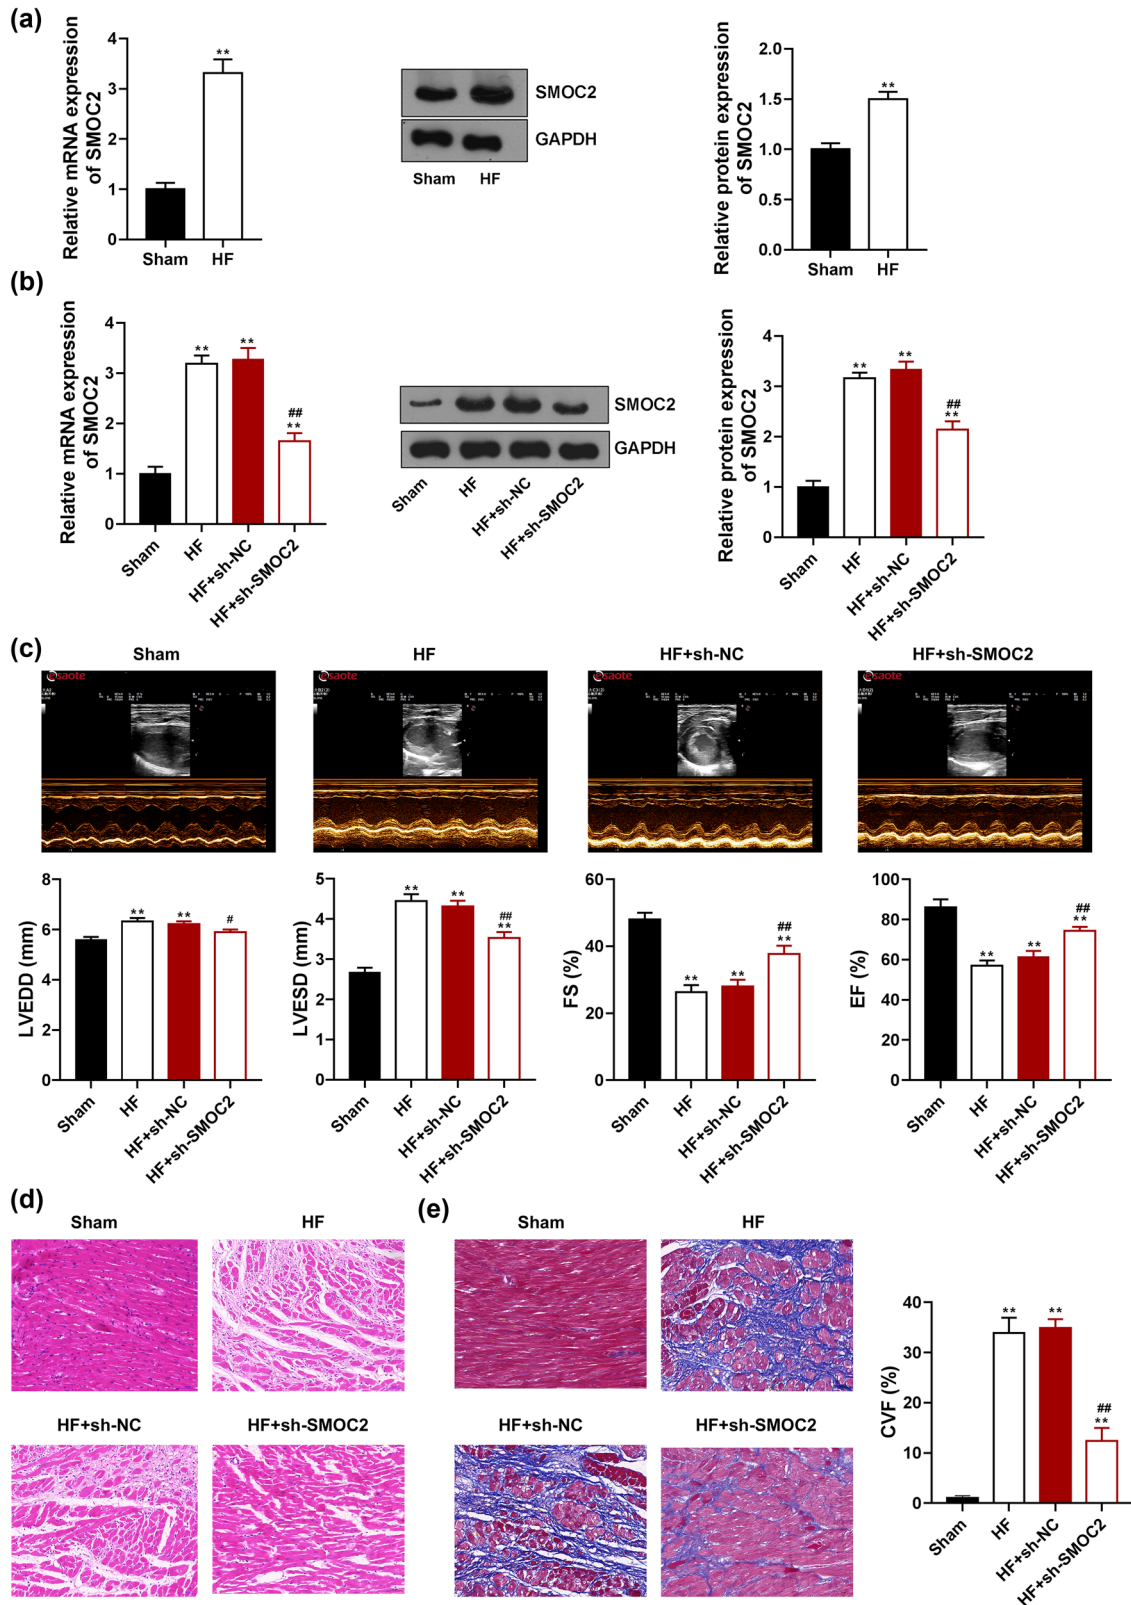 (a)
Relative mRNA expression
of SMOC2
4
3
2
1
0
**
Sham
HF
SMOC2
GAPDH
Sham
HF
Relative protein expression
of SMOC2
2.0
1.5
1.0
0.5
0.0
**
Sham
HF
(b)
Relative mRNA expression
of SMOC2
4
3
2
1
0
**
**
##
**
Sham
HF
HF+sh-NC
HF+sh-SMOC2
SMOC2
GAPDH
Sham
HF
HF+sh-NC
HF+sh-SMOC2
Relative protein expression
of SMOC2
4
3
2
1
0
**
**
##
**
Sham
HF
HF+sh-NC
HF+sh-SMOC2
(c)
Sham
HF
HF+sh-NC
HF+sh-SMOC2
esaote
esaote
esaote
esaote
LVEDD (mm)
8
6
4
2
0
**
**
#
Sham
HF
HF+sh-NC
HF+sh-SMOC2
LVESD (mm)
5
4
3
2
1
0
**
**
##
**
Sham
HF
HF+sh-NC
HF+sh-SMOC2
FS (%)
60
40
20
0
**
**
##
**
Sham
HF
HF+sh-NC
HF+sh-SMOC2
EF (%)
100
80
60
40
20
0
**
**
##
**
Sham
HF
HF+sh-NC
HF+sh-SMOC2
(d)
Sham
HF
HF+sh-NC
HF+sh-SMOC2
(e)
Sham
HF
HF+sh-NC
HF+sh-SMOC2
CVF (%)
40
30
20
10
0
**
**
##
**
Sham
HF
HF+sh-NC
HF+sh-SMOC2